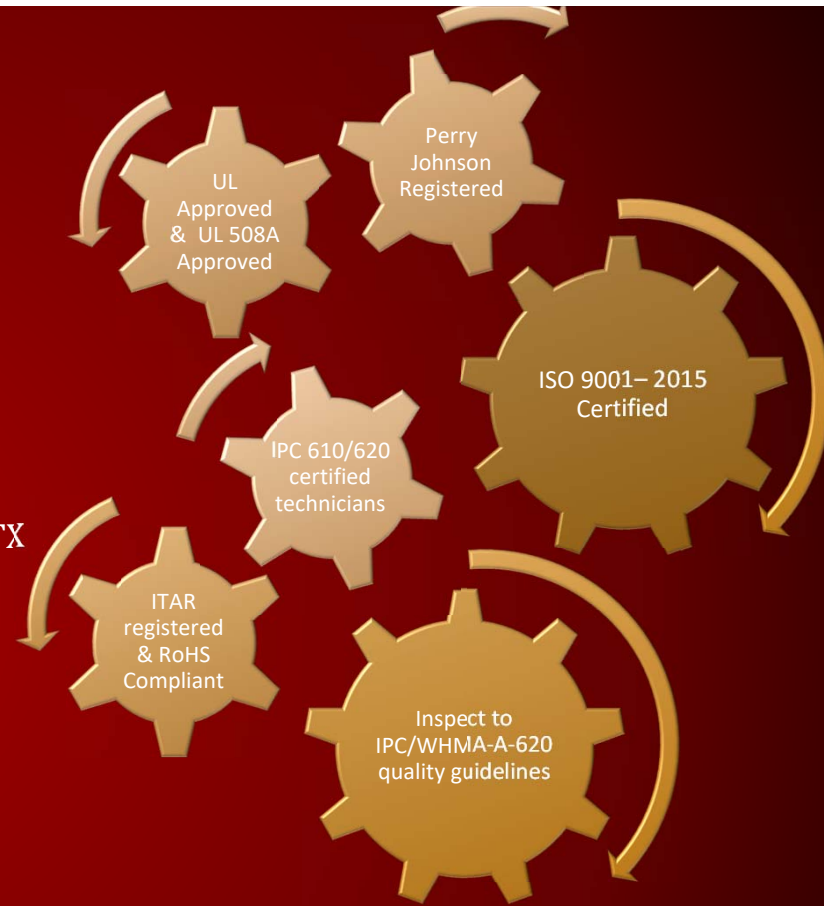 Perry
Johnson
Registered
UL
Approved
& UL 508A
Approved
ISO 9001– 2015
Certified
IPC 610/620
certified
technicians
TX
ITAR
registered
& RoHS
Compliant
Inspect to
IPC/WHMA-A-620
quality guidelines